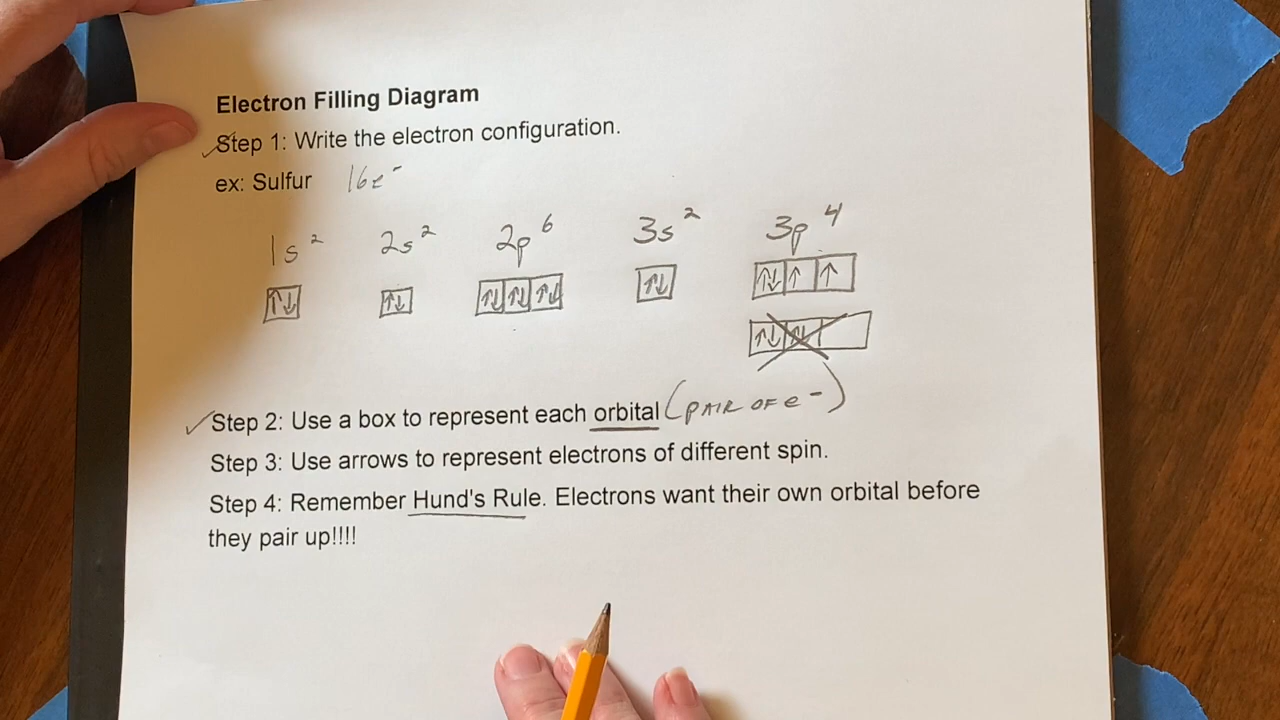 Electron Filling Diagram
Step 1: Write the electron configuration.
ex: Sulfur 16e⁻
1s² 2s² 2p⁶ 3s² 3p⁴
↑↓ ↑↓ ↑↓ ↑↓ ↑↓ ↑↓ ↑↓ ↑ ↑
↑↓ ↑↓
Step 2: Use a box to represent each orbital (PAIR OF e⁻)
Step 3: Use arrows to represent electrons of different spin.
Step 4: Remember Hund's Rule. Electrons want their own orbital before
they pair up!!!!